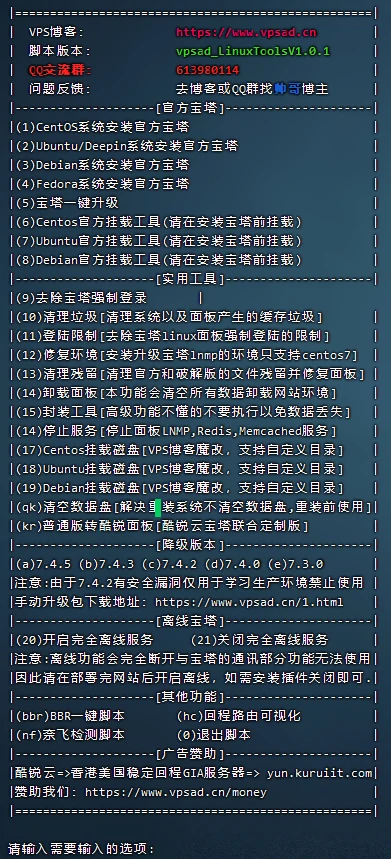 |==============================================|
| VPS博客: https://www.vpsad.cn
| 脚本版本: vpsad_LinuxToolsV1.0.1
| QQ交流群: 613980114
| 问题反馈: 去博客或QQ群找帅哥博主
|-----------------[官方宝塔]------------------|
|(1)CentOS系统安装官方宝塔
|(2)Ubuntu/Deepin系统安装官方宝塔
|(3)Debian系统安装官方宝塔
|(4)Fedora系统安装官方宝塔
|(5)宝塔一键升级
|(6)Centos官方挂载工具(请在安装宝塔前挂载)
|(7)Ubuntu官方挂载工具(请在安装宝塔前挂载)
|(8)Debian官方挂载工具(请在安装宝塔前挂载)
|-----------------[实用工具]------------------|
|(9)去除宝塔强制登录 |
|(10)清理垃圾[清理系统以及面板产生的缓存垃圾]
|(11)登陆限制[去除宝塔linux面板强制登陆的限制]
|(12)修复环境[安装升级宝塔lnmp的环境只支持centos7]
|(13)清理残留[清理官方和破解版的文件残留并修复面板]
|(14)卸载面板[本功能会清空所有数据卸载网站环境]
|(15)封装工具[高级功能不懂的不要执行以免数据丢失]
|(14)停止服务[停止面板LNMP,Redis,Memcached服务]
|(17)Centos挂载磁盘[VPS博客魔改，支持自定义目录]
|(18)Ubuntu挂载磁盘[VPS博客魔改，支持自定义目录]
|(19)Debian挂载磁盘[VPS博客魔改，支持自定义目录]
|(qk)清空数据盘[解决重装系统不清空数据盘,重装前使用]|
|(kr)普通版转酷锐面板[酷锐云宝塔联合定制版]
|-----------------[降级版本]------------------|
|(a)7.4.5 (b)7.4.3 (c)7.4.2 (d)7.4.0 (e)7.3.0
|注意:由于7.4.2有安全漏洞仅用于学习生产环境禁止使用 |
|手动升级包下载地址: https://www.vpsad.cn/1.html |
|-----------------[离线宝塔]------------------|
|(20)开启完全离线服务 (21)关闭完全离线服务 |
|注意:离线功能会完全断开与宝塔的通讯部分功能无法使用|
|因此请在部署完网站后开启离线，如需安装插件关闭即可.|
|-----------------[其他功能]------------------|
|(bbr)BBR一键脚本 (hc)回程路由可视化
|(nf)奈飞检测脚本 (0)退出脚本
|-----------------[广告赞助]------------------|
|酷锐云=>香港美国稳定回程GIA服务器=> yun.kuruiit.com|
|赞助我们: https://www.vpsad.cn/money |
|==============================================|
请输入需要输入的选项: